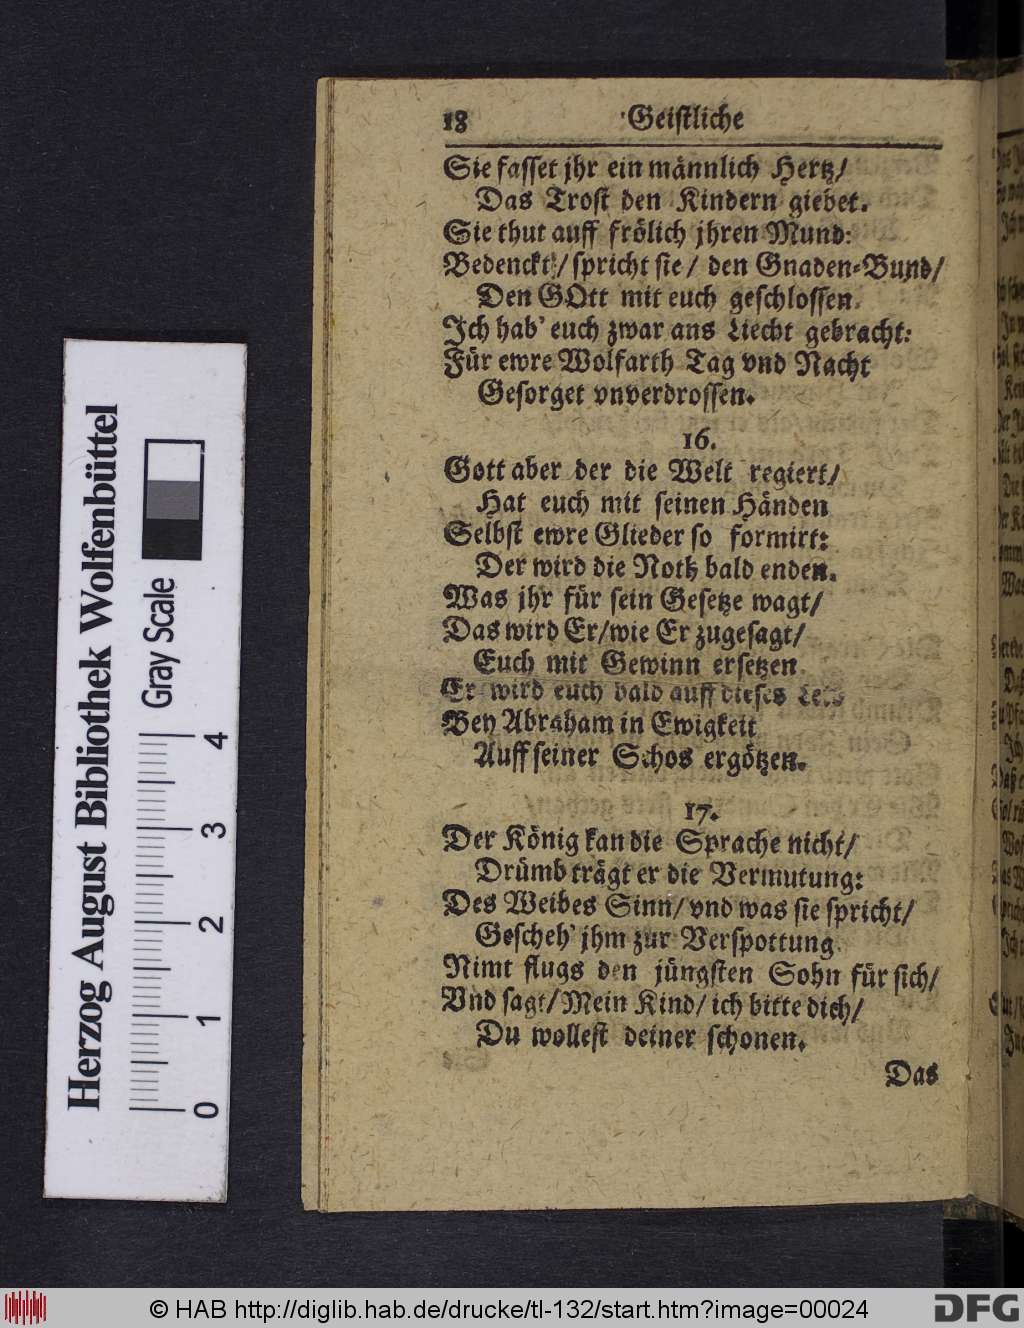 18 Geistliche
Sie fasset jhr ein männlich Hertz/
Das Trost den Kindern giebet.
Sie thut auff frölich jhren Mund:
Bedenckt/ spricht sie/ den Gnaden-Bund/
Den GOtt mit euch geschlossen.
Jch hab' euch zwar ans Liecht gebracht:
Für ewre Wolfarth Tag vnd Nacht
Gesorget vnverdrossen.
16.
Gott aber der die Welt regiert/
Hat euch mit seinen Händen
Selbst ewre Glieder so formirt:
Der wird die Noth bald enden.
Was jhr für sein Gesetze wagt/
Das wird Er/wie Er zugesagt/
Euch mit Gewinn ersetzen
Er wird euch bald auff dieses
Bey Abraham in Ewigkeit
Auff seiner Schos ergötzen.
17.
Der König kan die Sprache nicht/
Drümb trägt er die Vermutung:
Des Weibes Sinn/ vnd was sie spricht/
Gescheh' jhm zur Verspottung.
Nimt flugs den jüngsten Sohn für sich/
Vnd sagt/ Mein Kind/ ich bitte dich/
Du wollest deiner schonen.
Das
Herzog August Bibliothek Wolfenbüttel
Gray Scale
0 1 2 3 4
© HAB http://diglib.hab.de/drucke/tl-132/start.htm?image=00024
DFG